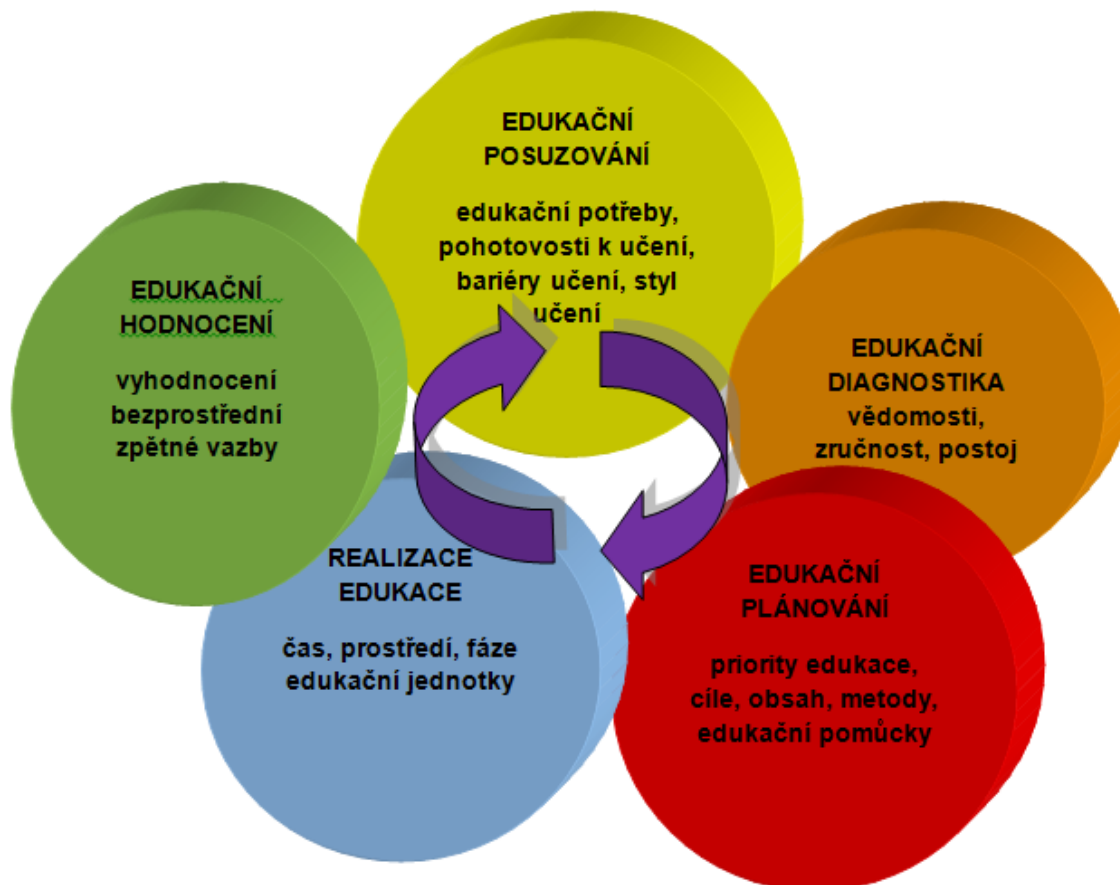 EDUKAČNÍ
POSUZOVÁNÍ
edukační potřeby,
pohotovosti k učení,
bariéry učení, styl
učení
EDUKAČNÍ
DIAGNOSTIKA
vědomosti,
zručnost, postoj
EDUKAČNÍ
PLÁNOVÁNÍ
priority edukace,
cíle, obsah, metody,
edukační pomůcky
REALIZACE
EDUKACE
čas, prostředí, fáze
edukační jednotky
EDUKAČNÍ
HODNOCENÍ
vyhodnocení
bezprostřední
zpětné vazby